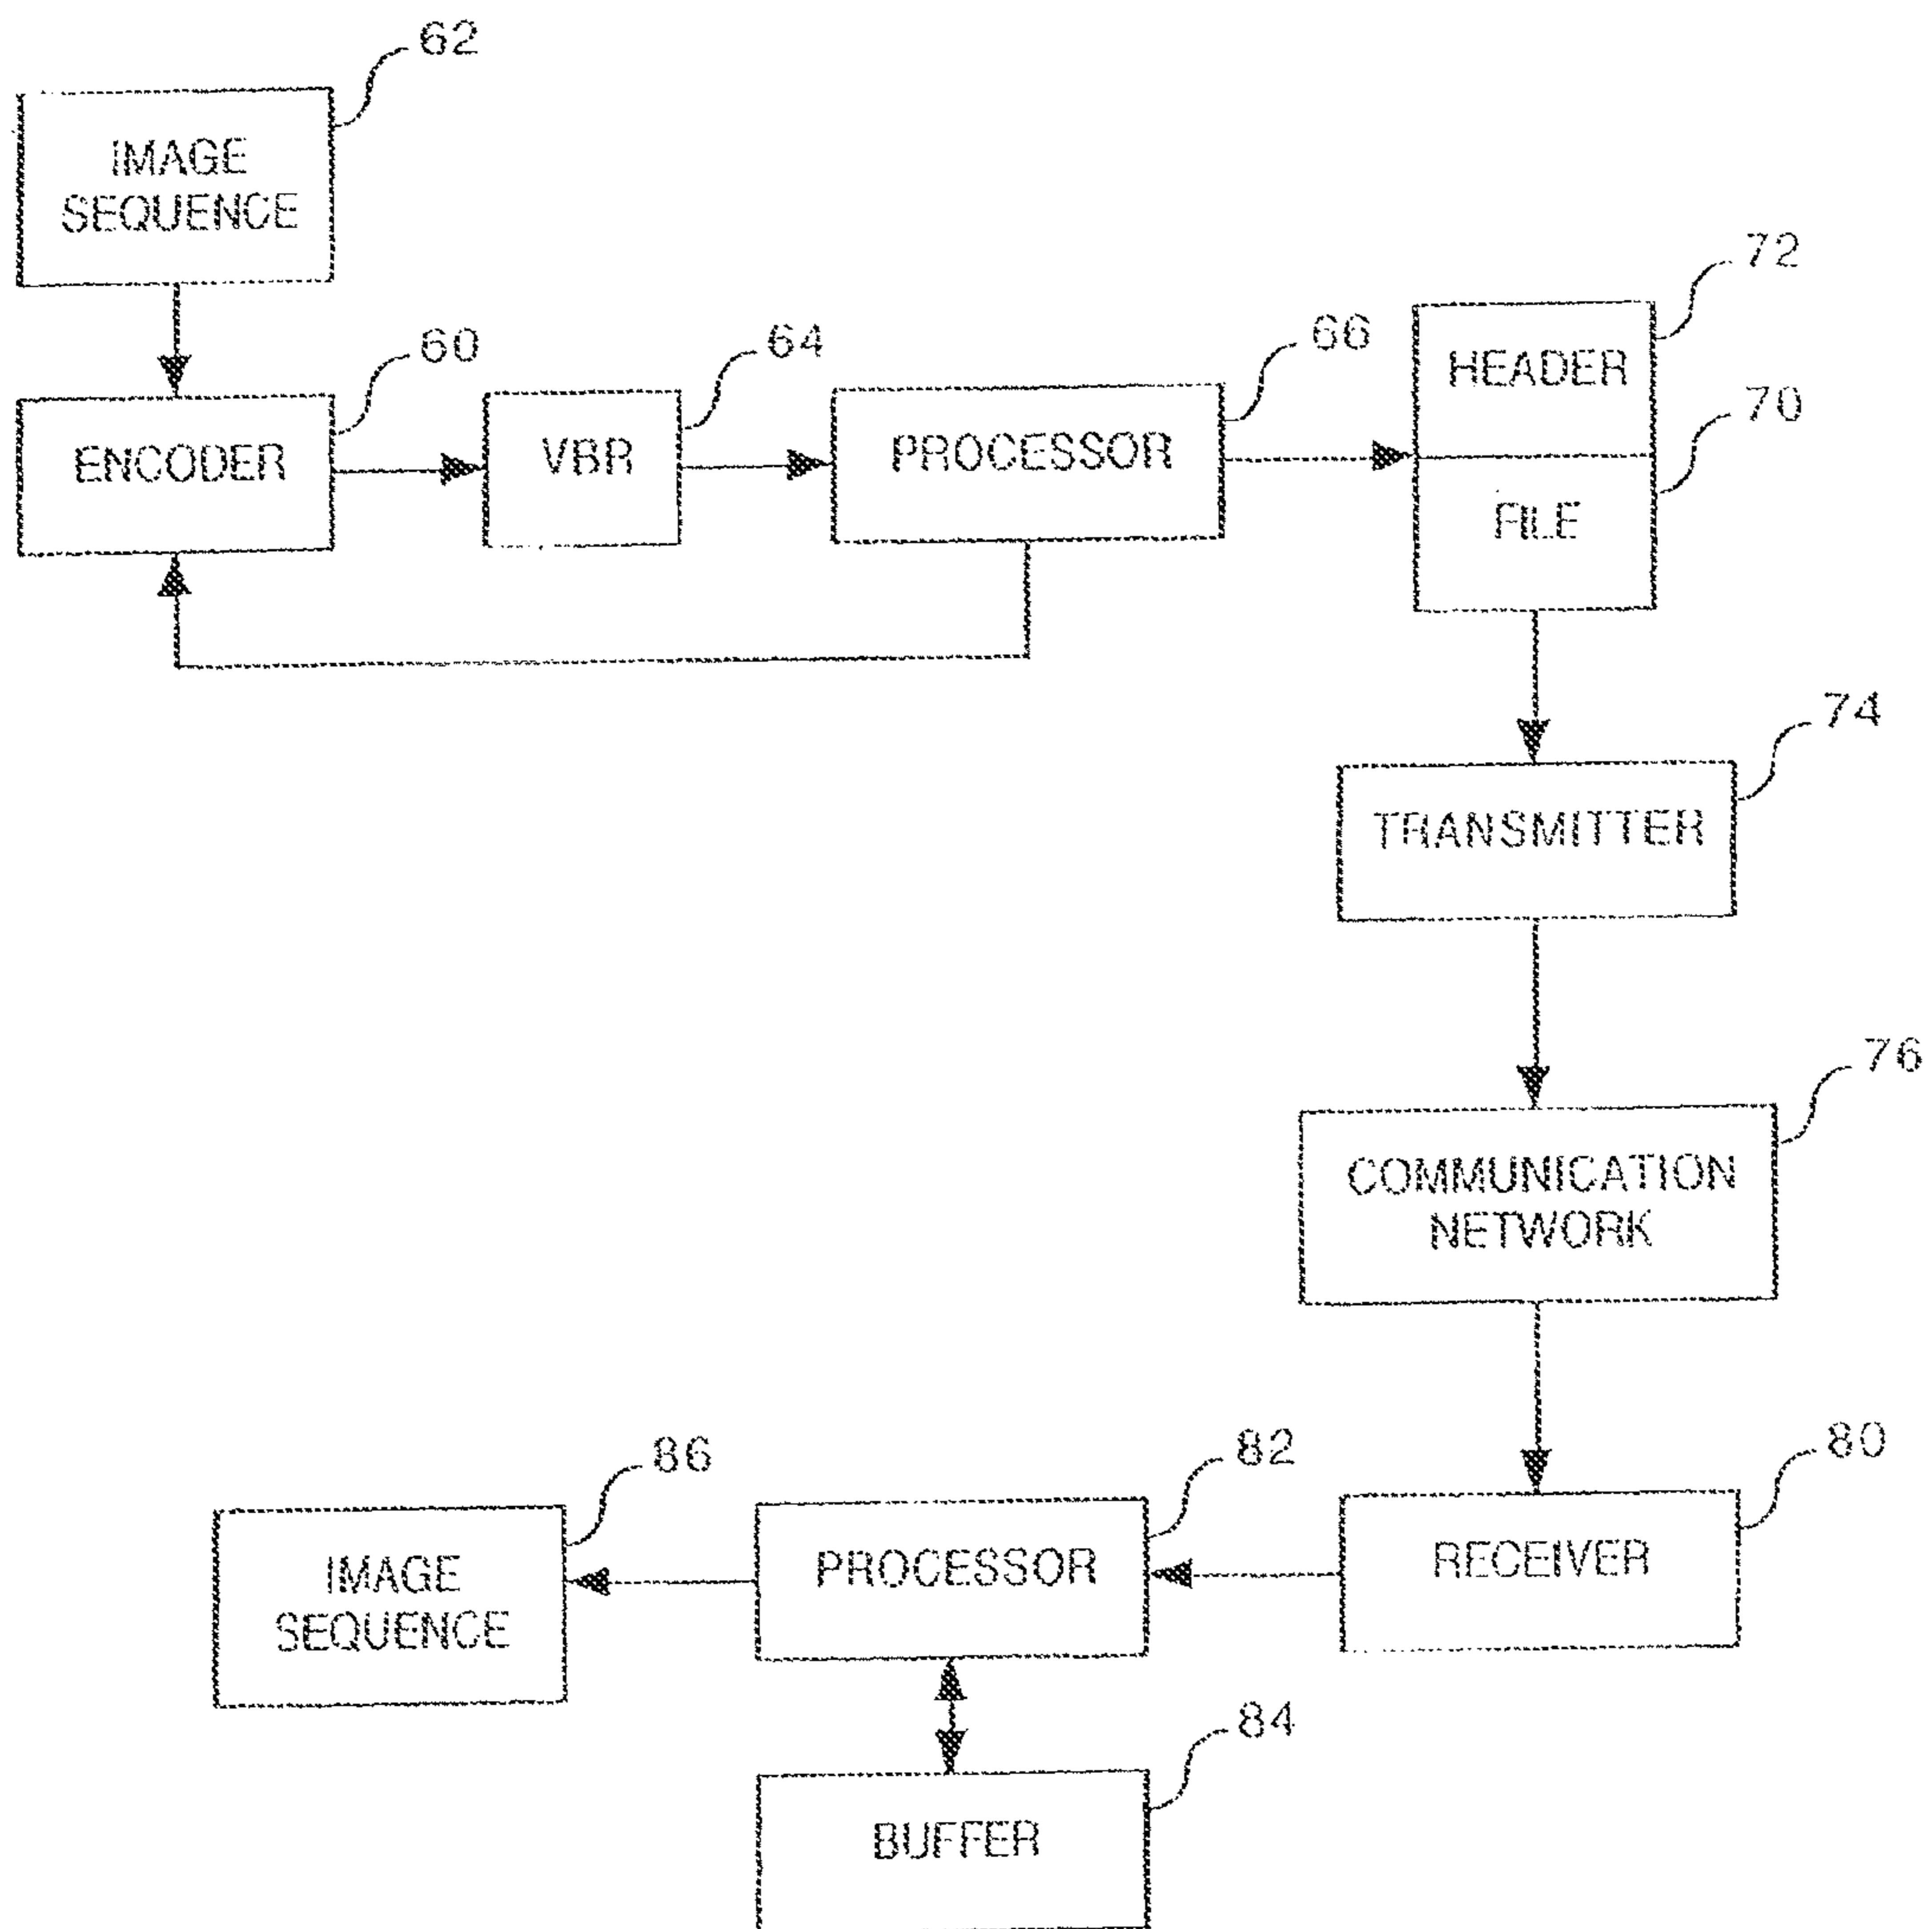 62
IMAGE
SEQUENCE
72
60
64
66
HEADER
70
ENCODER
VBR
PROCESSOR
FILE
74
TRANSMITTER
76
COMMUNICATION
NETWORK
86
82
80
IMAGE
SEQUENCE
PROCESSOR
RECEIVER
84
BUFFER